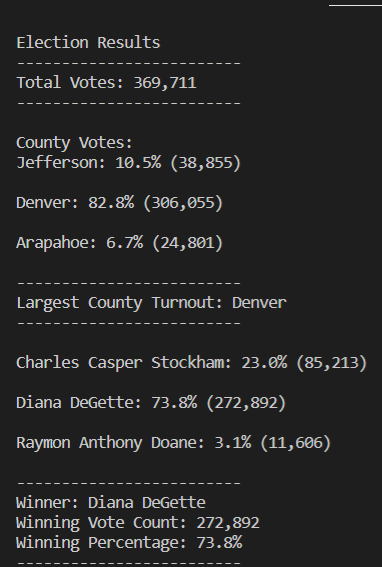 Election Results
-------------------------
Total Votes: 369,711
-------------------------
County Votes:
Jefferson: 10.5% (38,855)
Denver: 82.8% (306,055)
Arapahoe: 6.7% (24,801)
-------------------------
Largest County Turnout: Denver
-------------------------
Charles Casper Stockham: 23.0% (85,213)
Diana DeGette: 73.8% (272,892)
Raymon Anthony Doane: 3.1% (11,606)
-------------------------
Winner: Diana DeGette
Winning Vote Count: 272,892
Winning Percentage: 73.8%
-------------------------